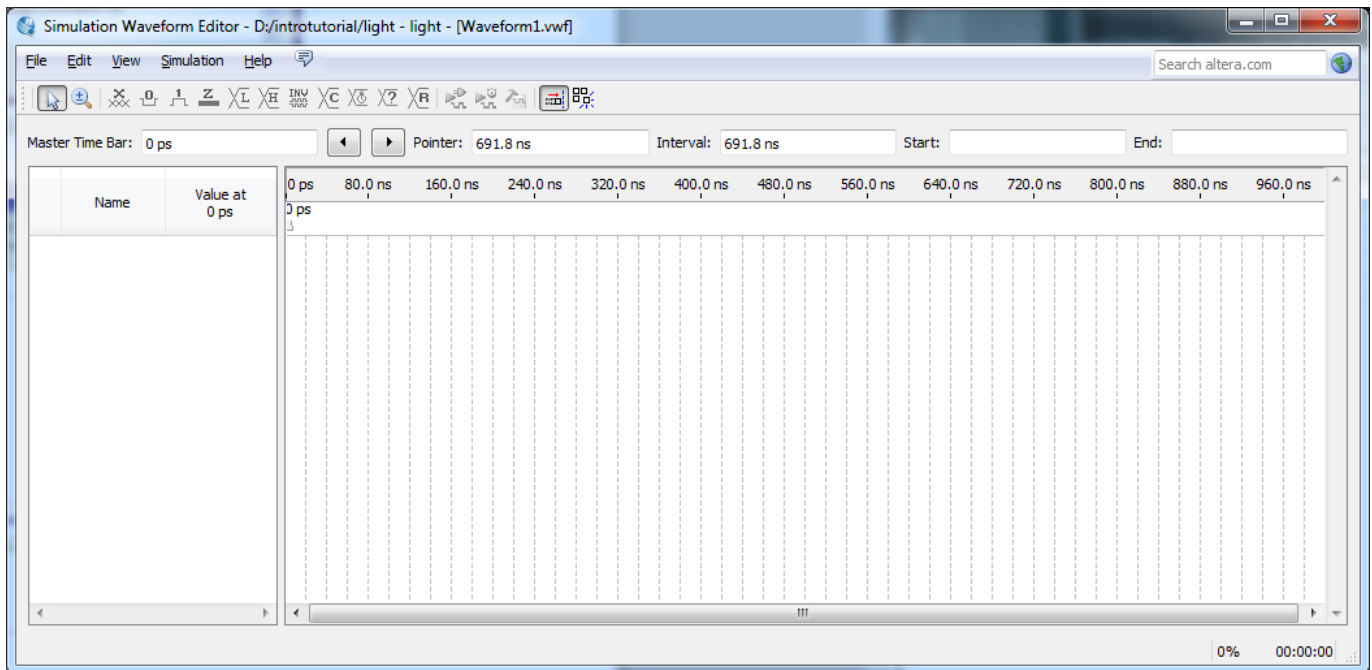 Simulation Waveform Editor - D:/introtutorial/light - light - [Waveform1.vwf]
File Edit View Simulation Help Search altera.com
X 0 1 Z L H INV C ? R
Master Time Bar: 0 ps Pointer: 691.8 ns Interval: 691.8 ns Start: End:
Name Value at 0 ps
0 ps 80.0 ns 160.0 ns 240.0 ns 320.0 ns 400.0 ns 480.0 ns 560.0 ns 640.0 ns 720.0 ns 800.0 ns 880.0 ns 960.0 ns
0 ps
0% 00:00:00